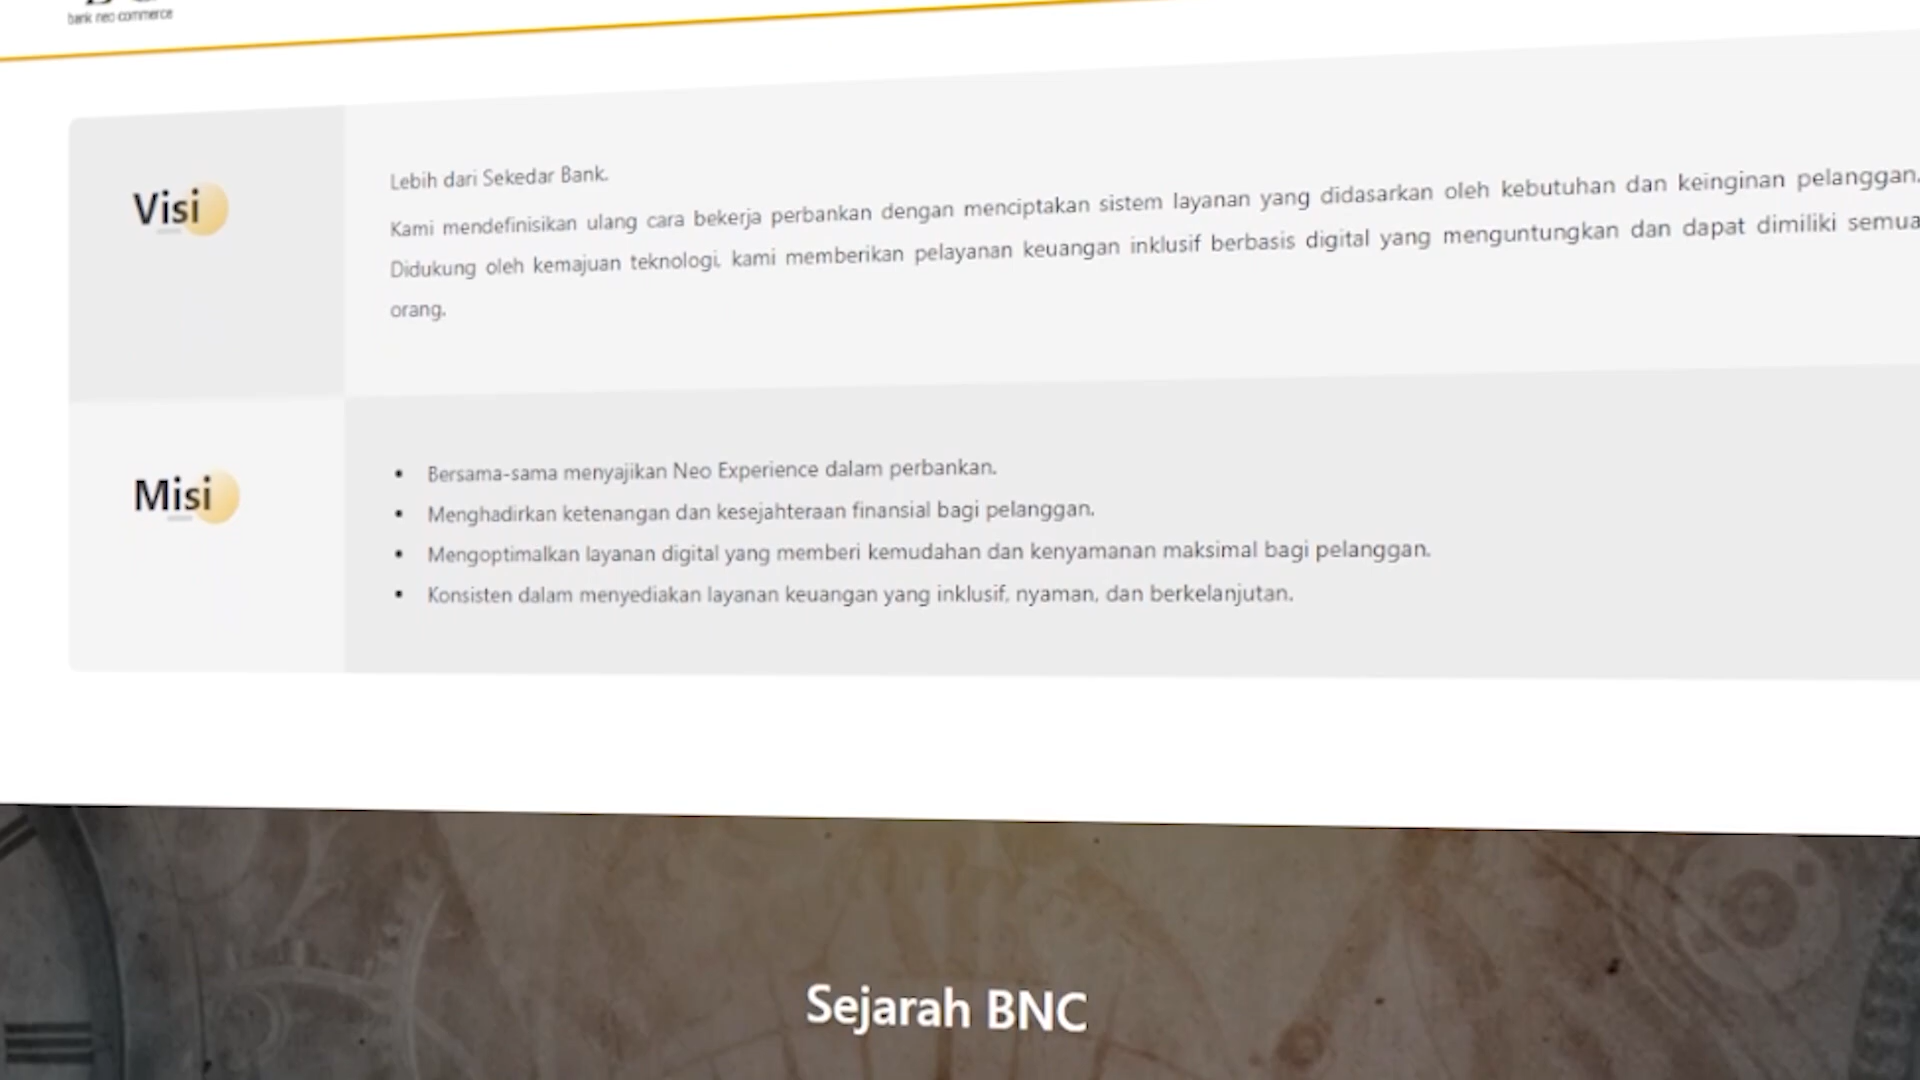 bank neo commerce
Visi
Lebih dari Sekedar Bank.
Kami mendefinisikan ulang cara bekerja perbankan dengan menciptakan sistem layanan yang didasarkan oleh kebutuhan dan keinginan pelanggan.
Didukung oleh kemajuan teknologi, kami memberikan pelayanan keuangan inklusif berbasis digital yang menguntungkan dan dapat dimiliki semua
orang.
Misi
• Bersama-sama menyajikan Neo Experience dalam perbankan.
• Menghadirkan ketenangan dan kesejahteraan finansial bagi pelanggan.
• Mengoptimalkan layanan digital yang memberi kemudahan dan kenyamanan maksimal bagi pelanggan.
• Konsisten dalam menyediakan layanan keuangan yang inklusif, nyaman, dan berkelanjutan.
Sejarah BNC